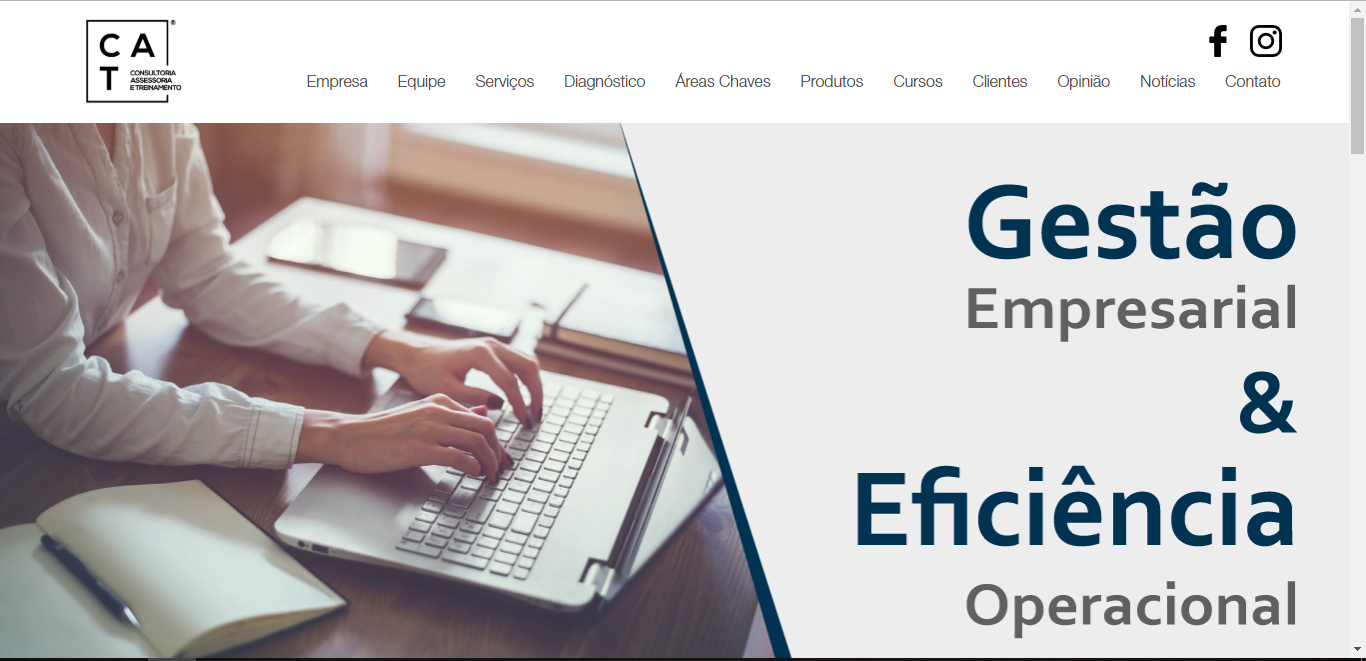 C A ®
T CONSULTORIA
ASSESSORIA
E TREINAMENTO
Empresa Equipe Serviços Diagnóstico Áreas Chaves Produtos Cursos Clientes Opinião Notícias Contato
Gestão
Empresarial
&
Eficiência
Operacional